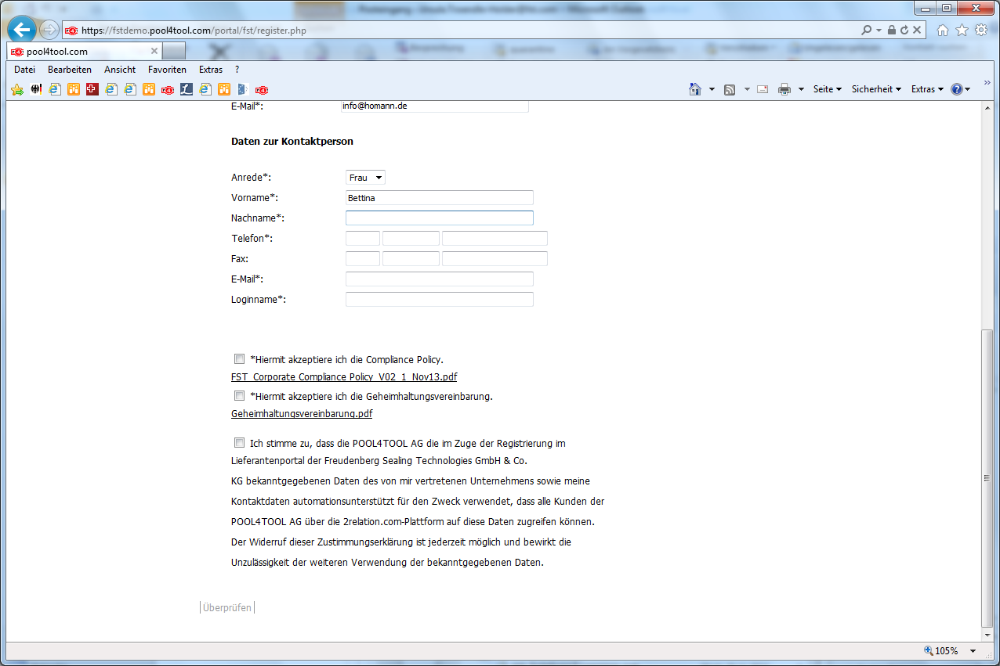 https://fstdemo.pool4tool.com/portal/fst/register.php
pool4tool.com
Datei Bearbeiten Ansicht Favoriten Extras ?
Seite Sicherheit Extras
E-Mail*: info@homann.de
Daten zur Kontaktperson
Anrede*: Frau
Vorname*: Bettina
Nachname*:
Telefon*:
Fax:
E-Mail*:
Loginname*:
*Hiermit akzeptiere ich die Compliance Policy.
FST_Corporate Compliance Policy_V02_1_Nov13.pdf
*Hiermit akzeptiere ich die Geheimhaltungsvereinbarung.
Geheimhaltungsvereinbarung.pdf
Ich stimme zu, dass die POOL4TOOL AG die im Zuge der Registrierung im
Lieferantenportal der Freudenberg Sealing Technologies GmbH & Co.
KG bekanntgegebenen Daten des von mir vertretenen Unternehmens sowie meine
Kontaktdaten automationsunterstützt für den Zweck verwendet, dass alle Kunden der
POOL4TOOL AG über die 2relation.com-Plattform auf diese Daten zugreifen können.
Der Widerruf dieser Zustimmungserklärung ist jederzeit möglich und bewirkt die
Unzulässigkeit der weiteren Verwendung der bekanntgegebenen Daten.
Überprüfen
105%